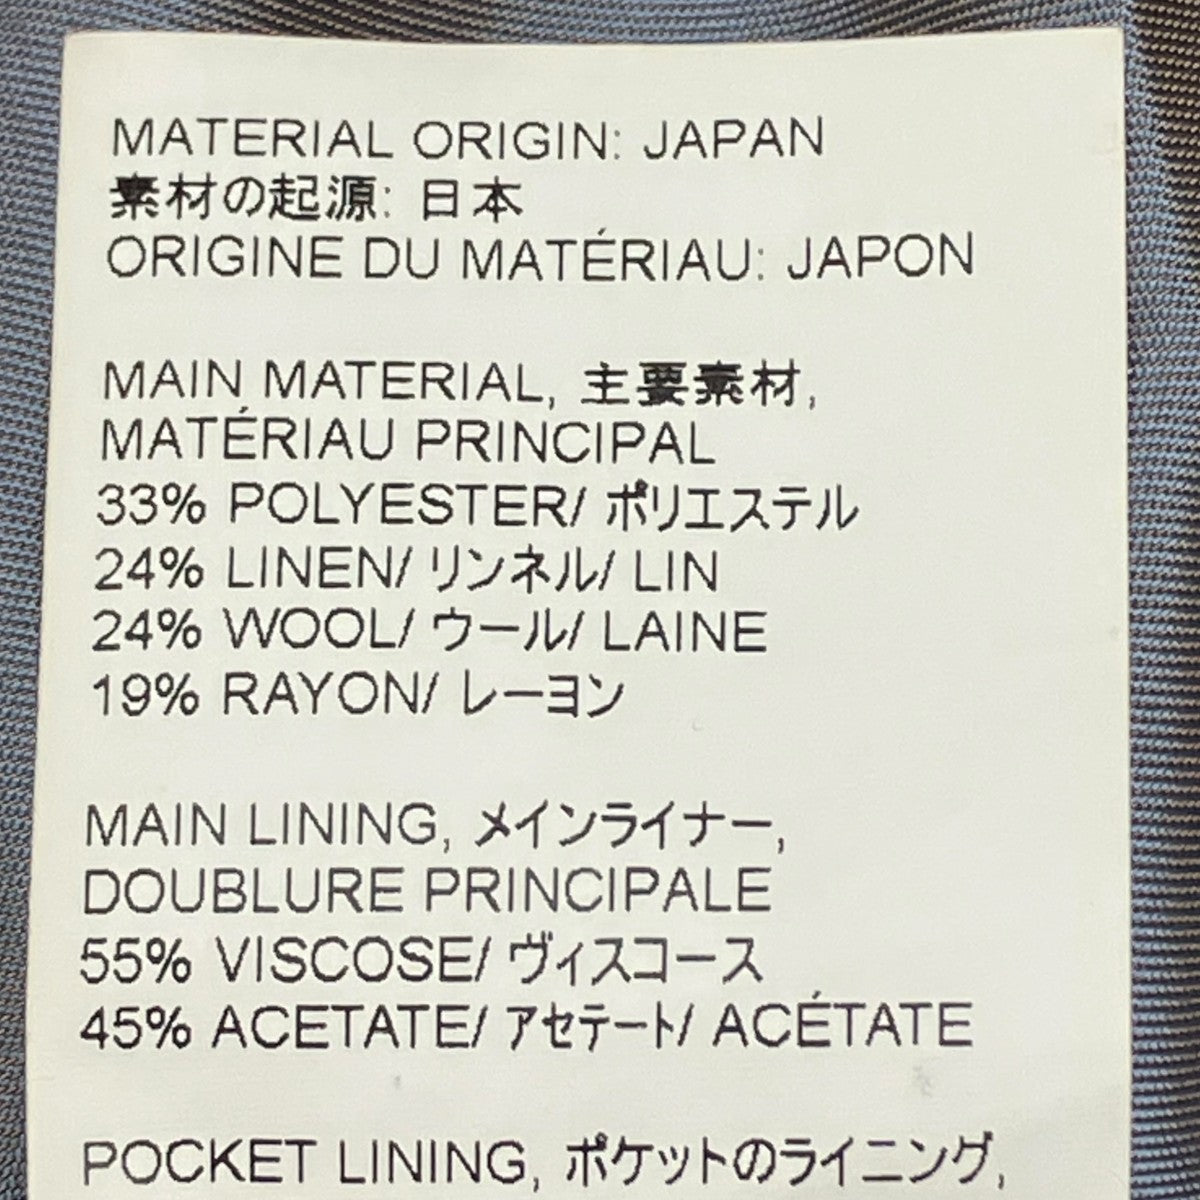 MATERIAL ORIGIN: JAPAN
素材の起源: 日本
ORIGINE DU MATÉRIAU: JAPON
MAIN MATERIAL, 主要素材,
MATÉRIAU PRINCIPAL
33% POLYESTER/ ポリエステル
24% LINEN/ リンネル/ LIN
24% WOOL/ ウール/ LAINE
19% RAYON/ レーヨン
MAIN LINING, メインライナー,
DOUBLURE PRINCIPALE
55% VISCOSE/ ヴィスコース
45% ACETATE/ アセテート/ ACÉTATE
POCKET LINING, ポケットのライニング,